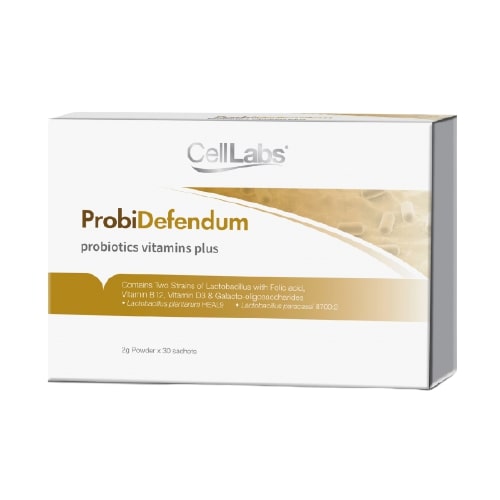 ProbiDefendum
CellLabs®
ProbiDefendum
probiotics vitamins plus
Contains Two Strains of Lactobacillus with Folic acid,
Vitamin B12, Vitamin D3 & Galacto-oligosaccharides
• Lactobacillus plantarum HEAL9 • Lactobacillus paracasei 8700:2
2g Powder x 30 sachets